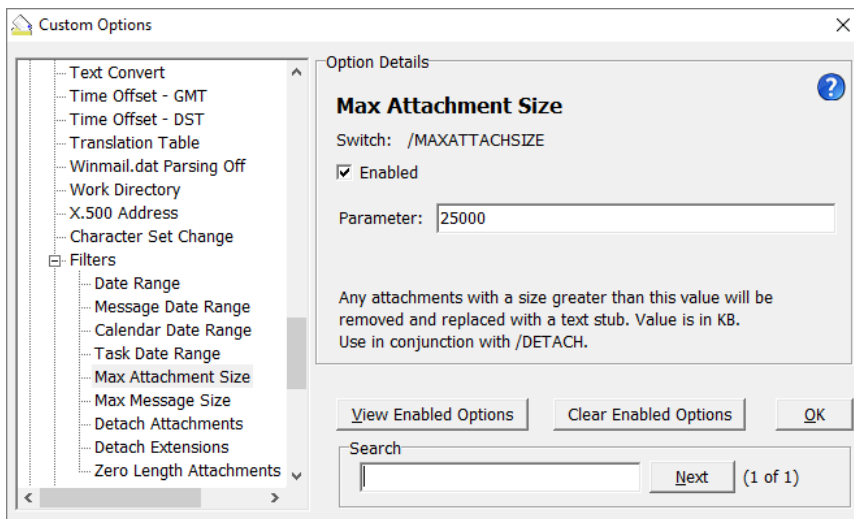 Custom Options
Text Convert
Time Offset - GMT
Time Offset - DST
Translation Table
Winmail.dat Parsing Off
Work Directory
X.500 Address
Character Set Change
Filters
Date Range
Message Date Range
Calendar Date Range
Task Date Range
Max Attachment Size
Max Message Size
Detach Attachments
Detach Extensions
Zero Length Attachments
Option Details
Max Attachment Size
Switch: /MAXATTACHSIZE
Enabled
Parameter: 25000
Any attachments with a size greater than this value will be
removed and replaced with a text stub. Value is in KB.
Use in conjunction with /DETACH.
View Enabled Options Clear Enabled Options OK
Search
Next (1 of 1)